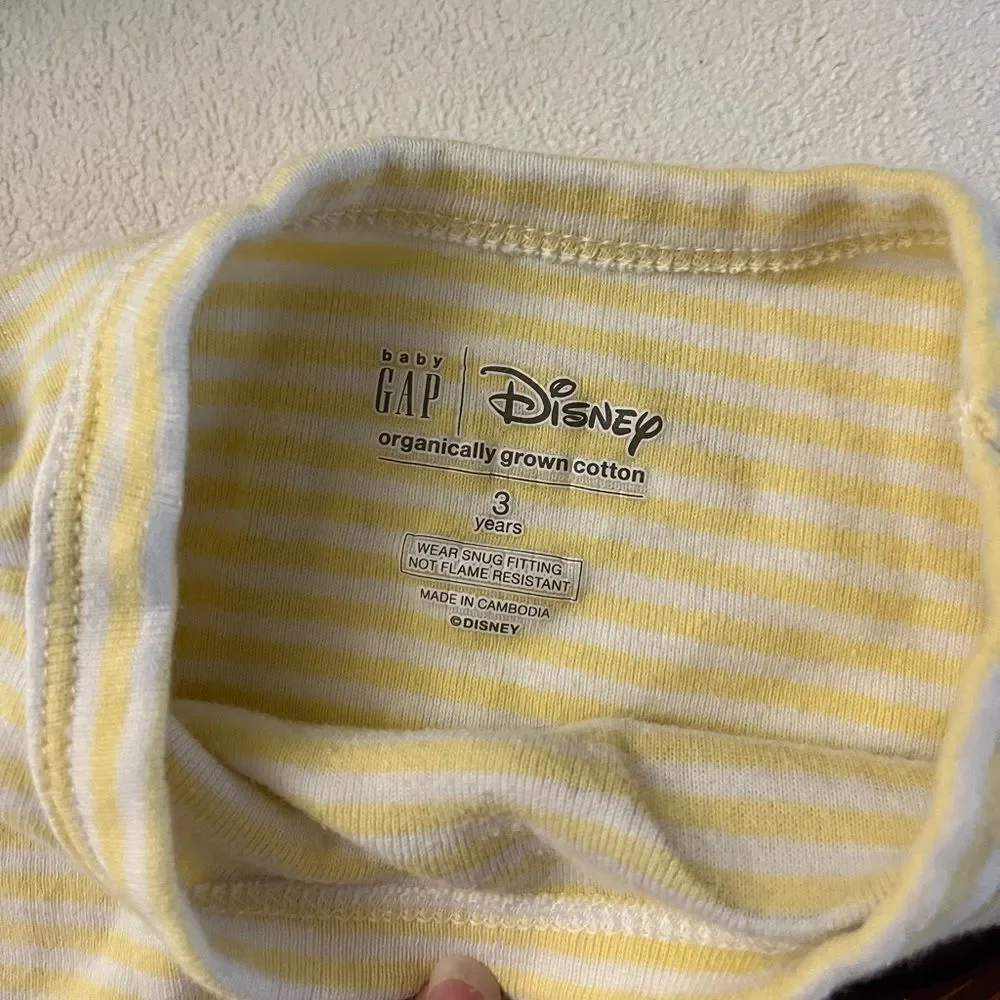 baby
GAP | Disney
organically grown cotton
3
years
WEAR SNUG FITTING
NOT FLAME RESISTANT
MADE IN CAMBODIA
©DISNEY